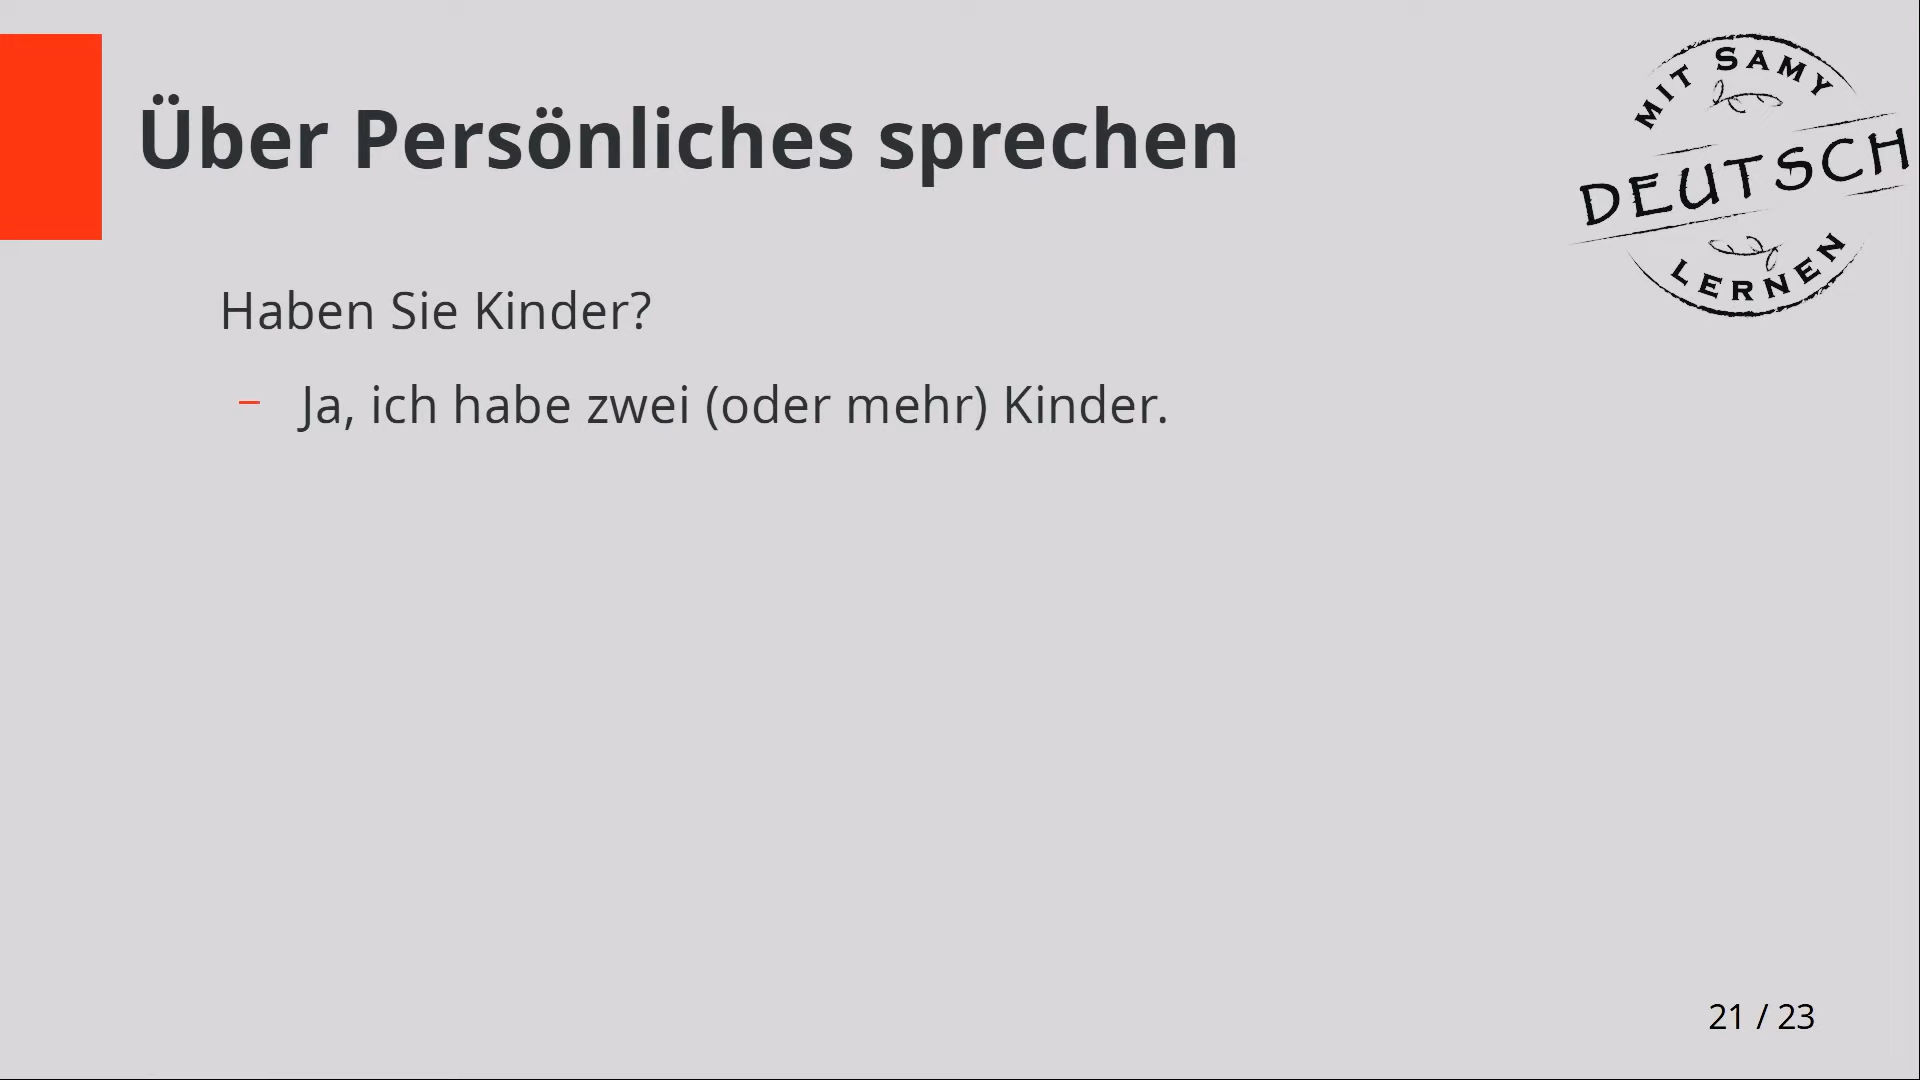 Über Persönliches sprechen
MIT SAMY
DEUTSCH
LERNEN
Haben Sie Kinder?
– Ja, ich habe zwei (oder mehr) Kinder.
21 / 23